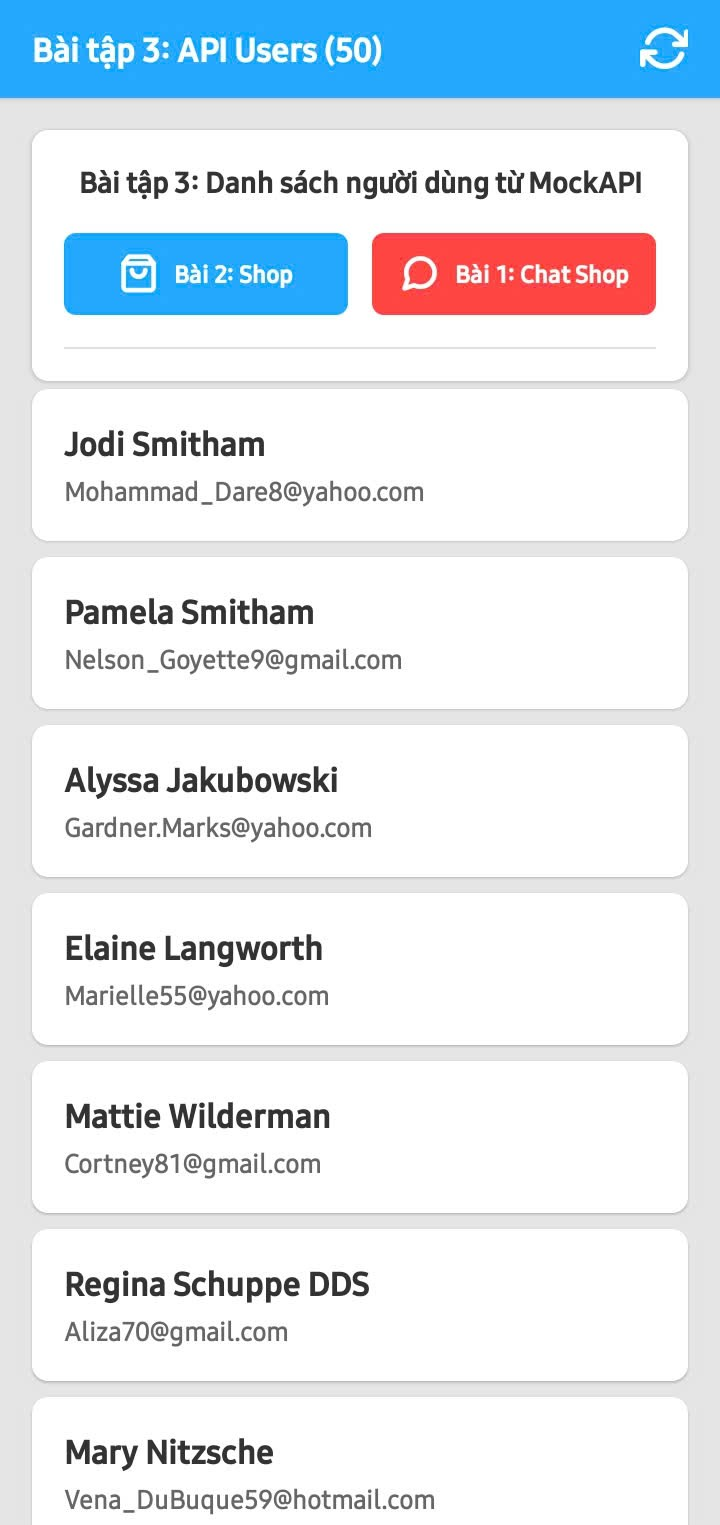 Bài tập 3: API Users (50)
Bài tập 3: Danh sách người dùng từ MockAPI
Bài 2: Shop
Bài 1: Chat Shop
Jodi Smitham
Mohammad_Dare8@yahoo.com
Pamela Smitham
Nelson_Goyette9@gmail.com
Alyssa Jakubowski
Gardner.Marks@yahoo.com
Elaine Langworth
Marielle55@yahoo.com
Mattie Wilderman
Cortney81@gmail.com
Regina Schuppe DDS
Aliza70@gmail.com
Mary Nitzsche
Vena_DuBuque59@hotmail.com